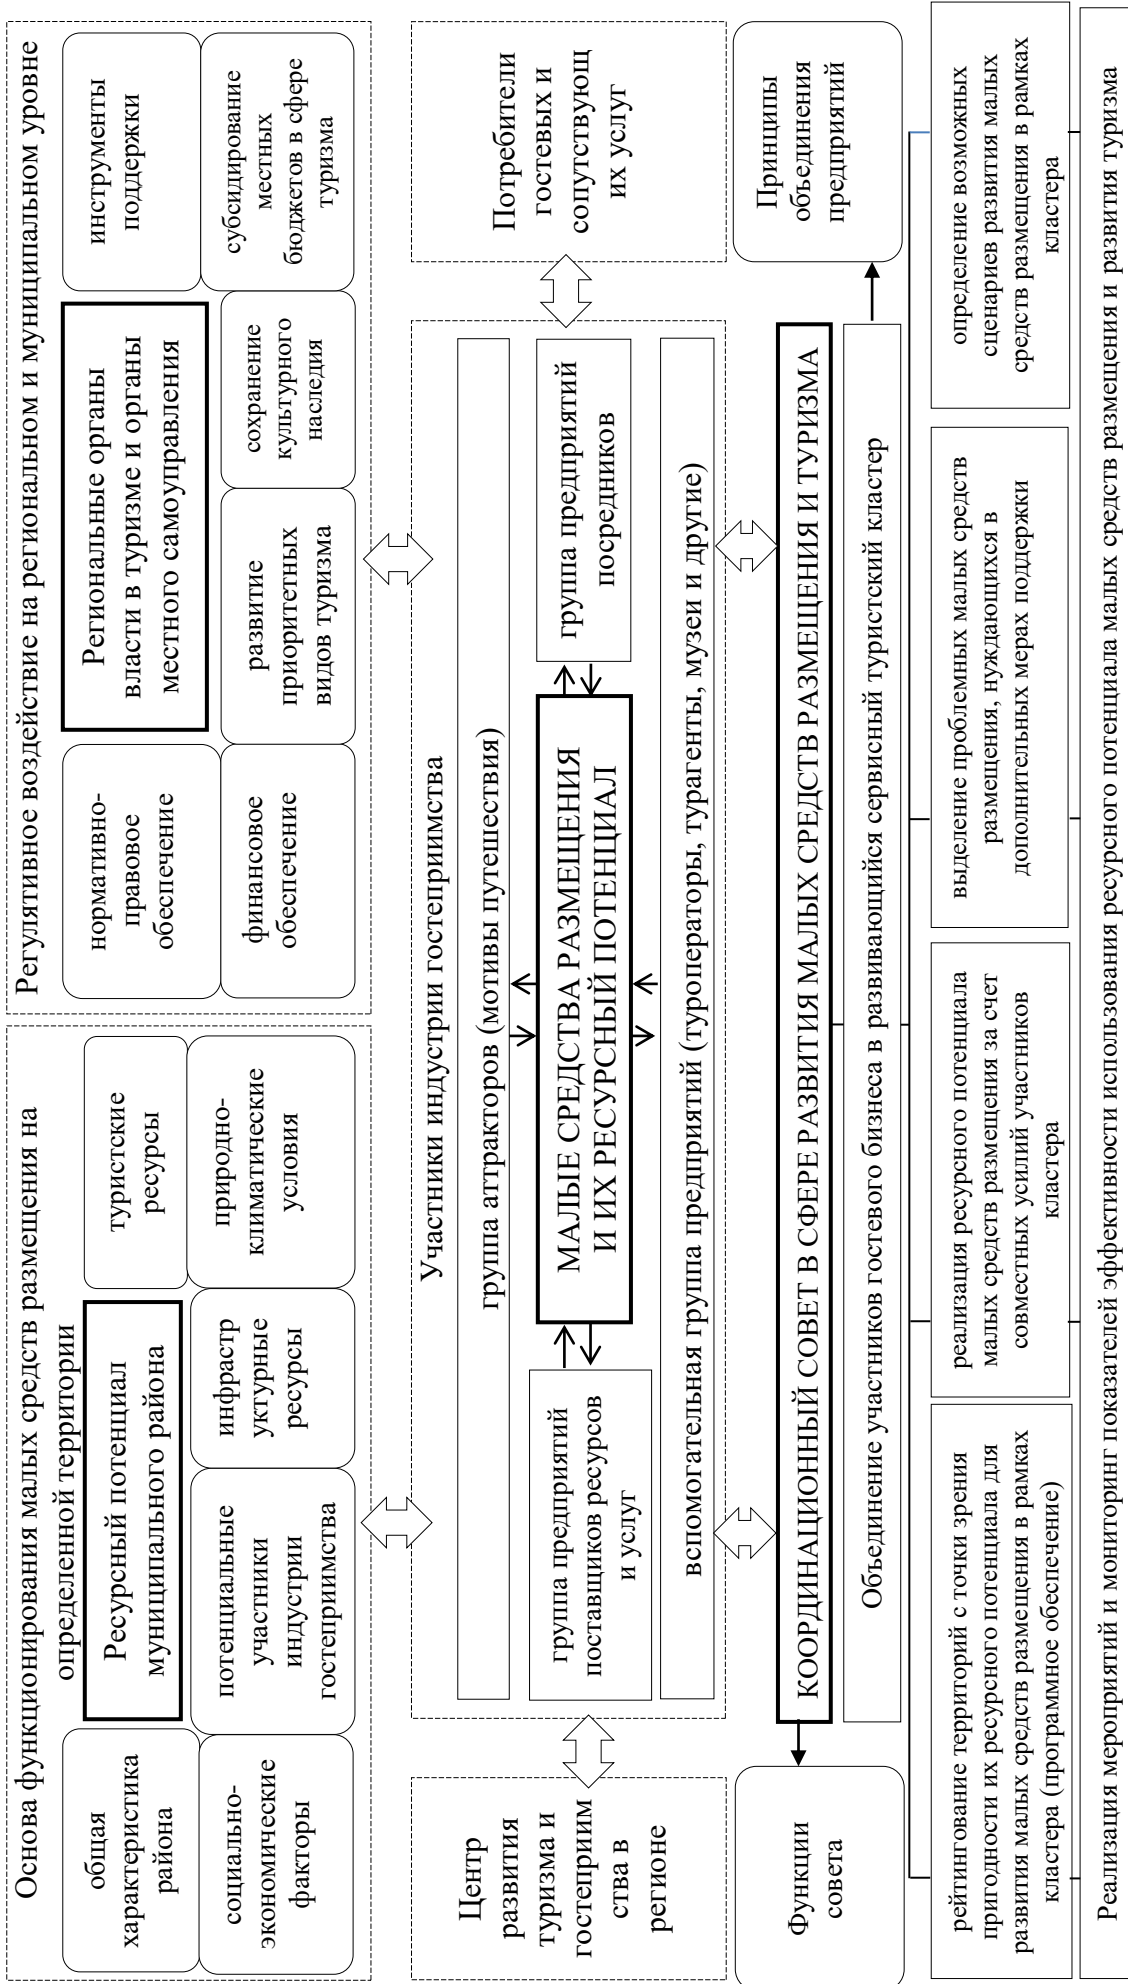 Основа функционирования малых средств размещения на
определенной территории
общая
характеристика
района
Ресурсный потенциал
муниципального района
туристские
ресурсы
социально-
экономические
факторы
потенциальные
участники
индустрии
гостеприимства
инфрастр
уктурные
ресурсы
природно-
климатические
условия
Регулятивное воздействие на региональном и муниципальном уровне
нормативно-
правовое
обеспечение
Региональные органы
власти в туризме и органы
местного самоуправления
инструменты
поддержки
финансовое
обеспечение
развитие
приоритетных
видов туризма
сохранение
культурного
наследия
субсидирование
местных
бюджетов в сфере
туризма
Центр
развития
туризма и
гостеприим
ства в
регионе
Участники индустрии гостеприимства
группа аттракторов (мотивы путешествия)
группа предприятий
поставщиков ресурсов
и услуг
МАЛЫЕ СРЕДСТВА РАЗМЕЩЕНИЯ
И ИХ РЕСУРСНЫЙ ПОТЕНЦИАЛ
группа предприятий
посредников
вспомогательная группа предприятий (туроператоры, турагенты, музеи и другие)
Потребители
гостевых и
сопутствующ
их услуг
Функции
совета
КООРДИНАЦИОННЫЙ СОВЕТ В СФЕРЕ РАЗВИТИЯ МАЛЫХ СРЕДСТВ РАЗМЕЩЕНИЯ И ТУРИЗМА
Объединение участников гостевого бизнеса в развивающийся сервисный туристский кластер
Принципы
объединения
предприятий
рейтингование территорий с точки зрения
пригодности их ресурсного потенциала для
развития малых средств размещения в рамках
кластера (программное обеспечение)
реализация ресурсного потенциала
малых средств размещения за счет
совместных усилий участников
кластера
выделение проблемных малых средств
размещения, нуждающихся в
дополнительных мерах поддержки
определение возможных
сценариев развития малых
средств размещения в рамках
кластера
Реализация мероприятий и мониторинг показателей эффективности использования ресурсного потенциала малых средств размещения и развития туризма